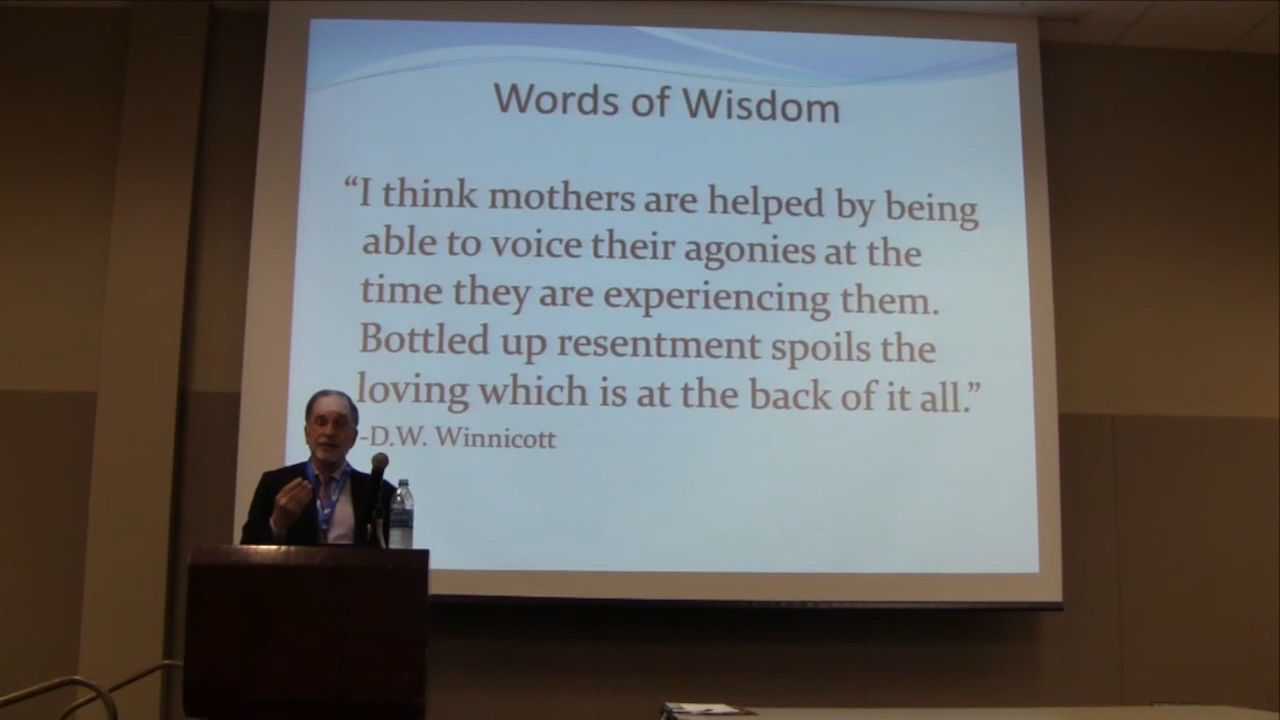 Words of Wisdom
“I think mothers are helped by being
able to voice their agonies at the
time they are experiencing them.
Bottled up resentment spoils the
loving which is at the back of it all.”
-D.W. Winnicott